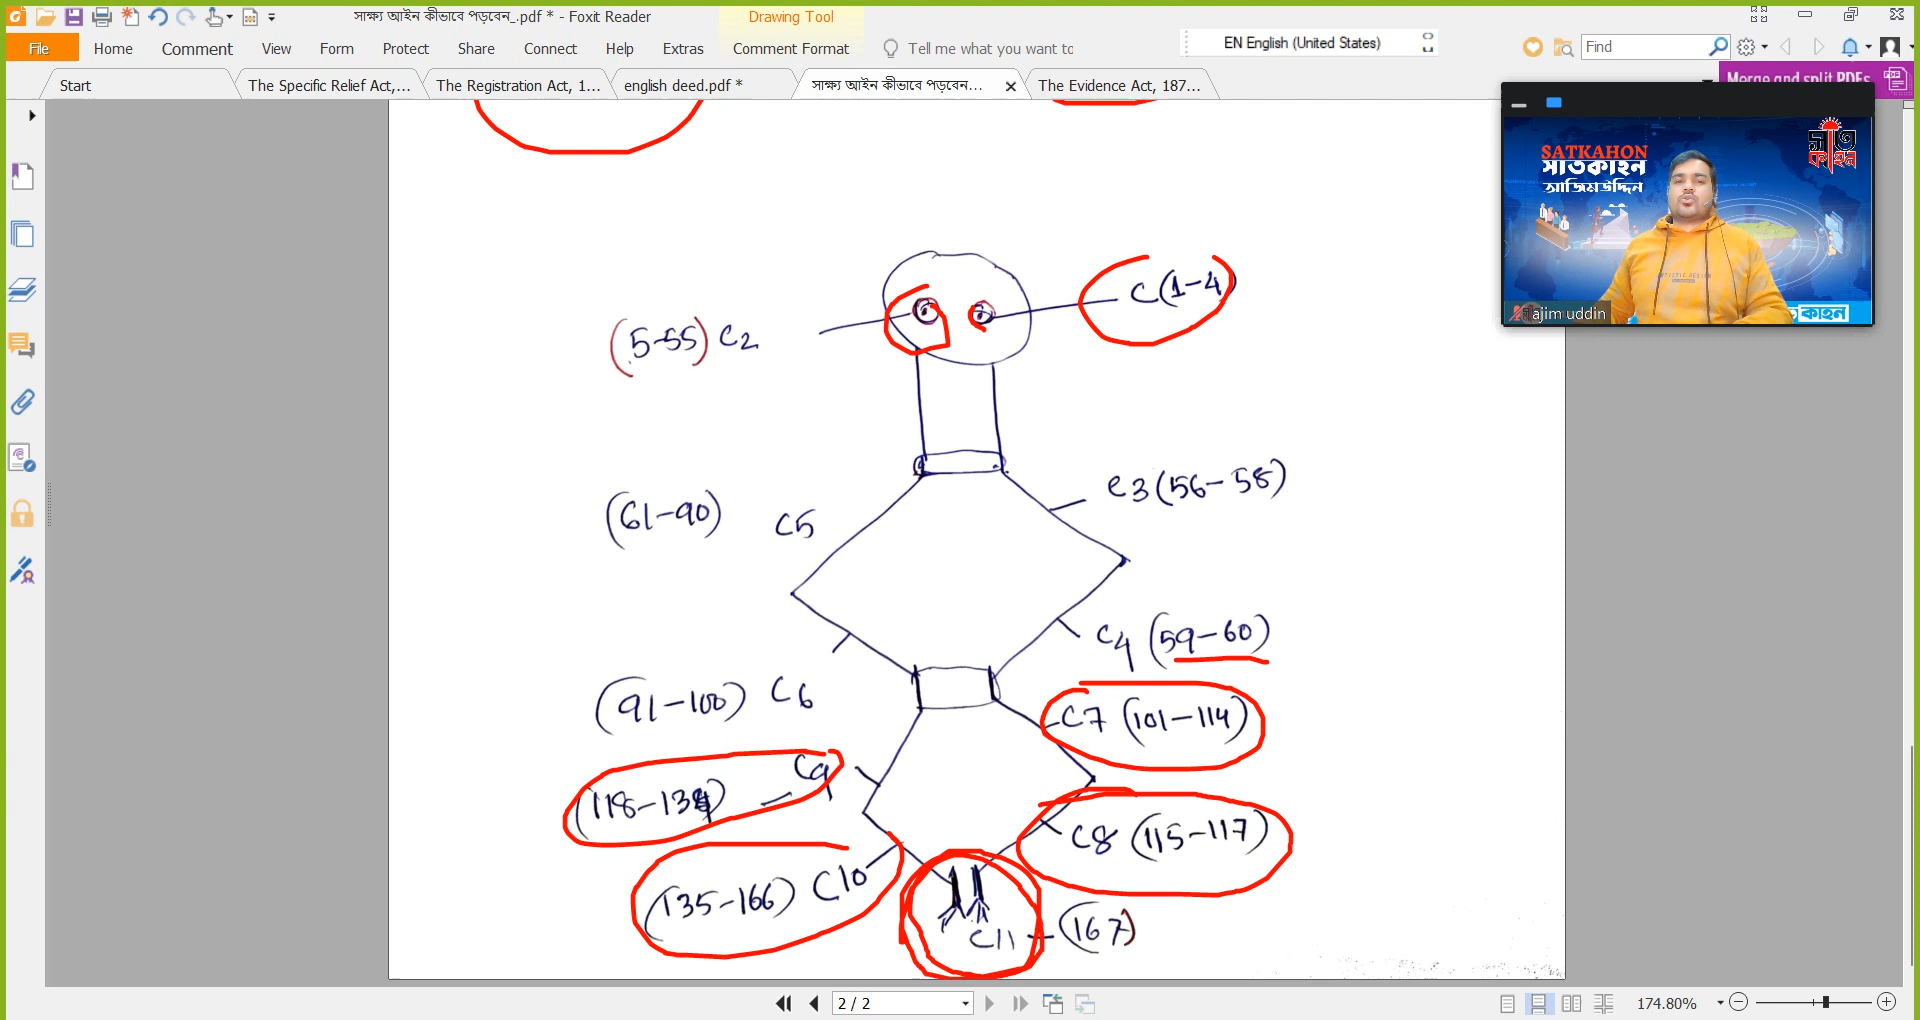 সাক্ষ্য আইন কীভাবে পড়বেন_.pdf * - Foxit Reader
Drawing Tool
File Home Comment View Form Protect Share Connect Help Extras Comment Format Tell me what you want to
EN English (United States)
Find
Start
The Specific Relief Act,...
The Registration Act, 1...
english deed.pdf *
সাক্ষ্য আইন কীভাবে পড়বেন...
The Evidence Act, 187...
Merge and split PDFs
SATKAHON
সাতকাহন
আজিমউদ্দিন
সাত কাহন
ajim uddin
কাহন
C (1-4)
(5-55) C2
C3 (56-58)
(61-90) C5
C4 (59-60)
(91-100) C6
C7 (101-114)
C9
(118-134)
C8 (115-117)
(135-166) C10
C11 - (167)
2 / 2
174.80%